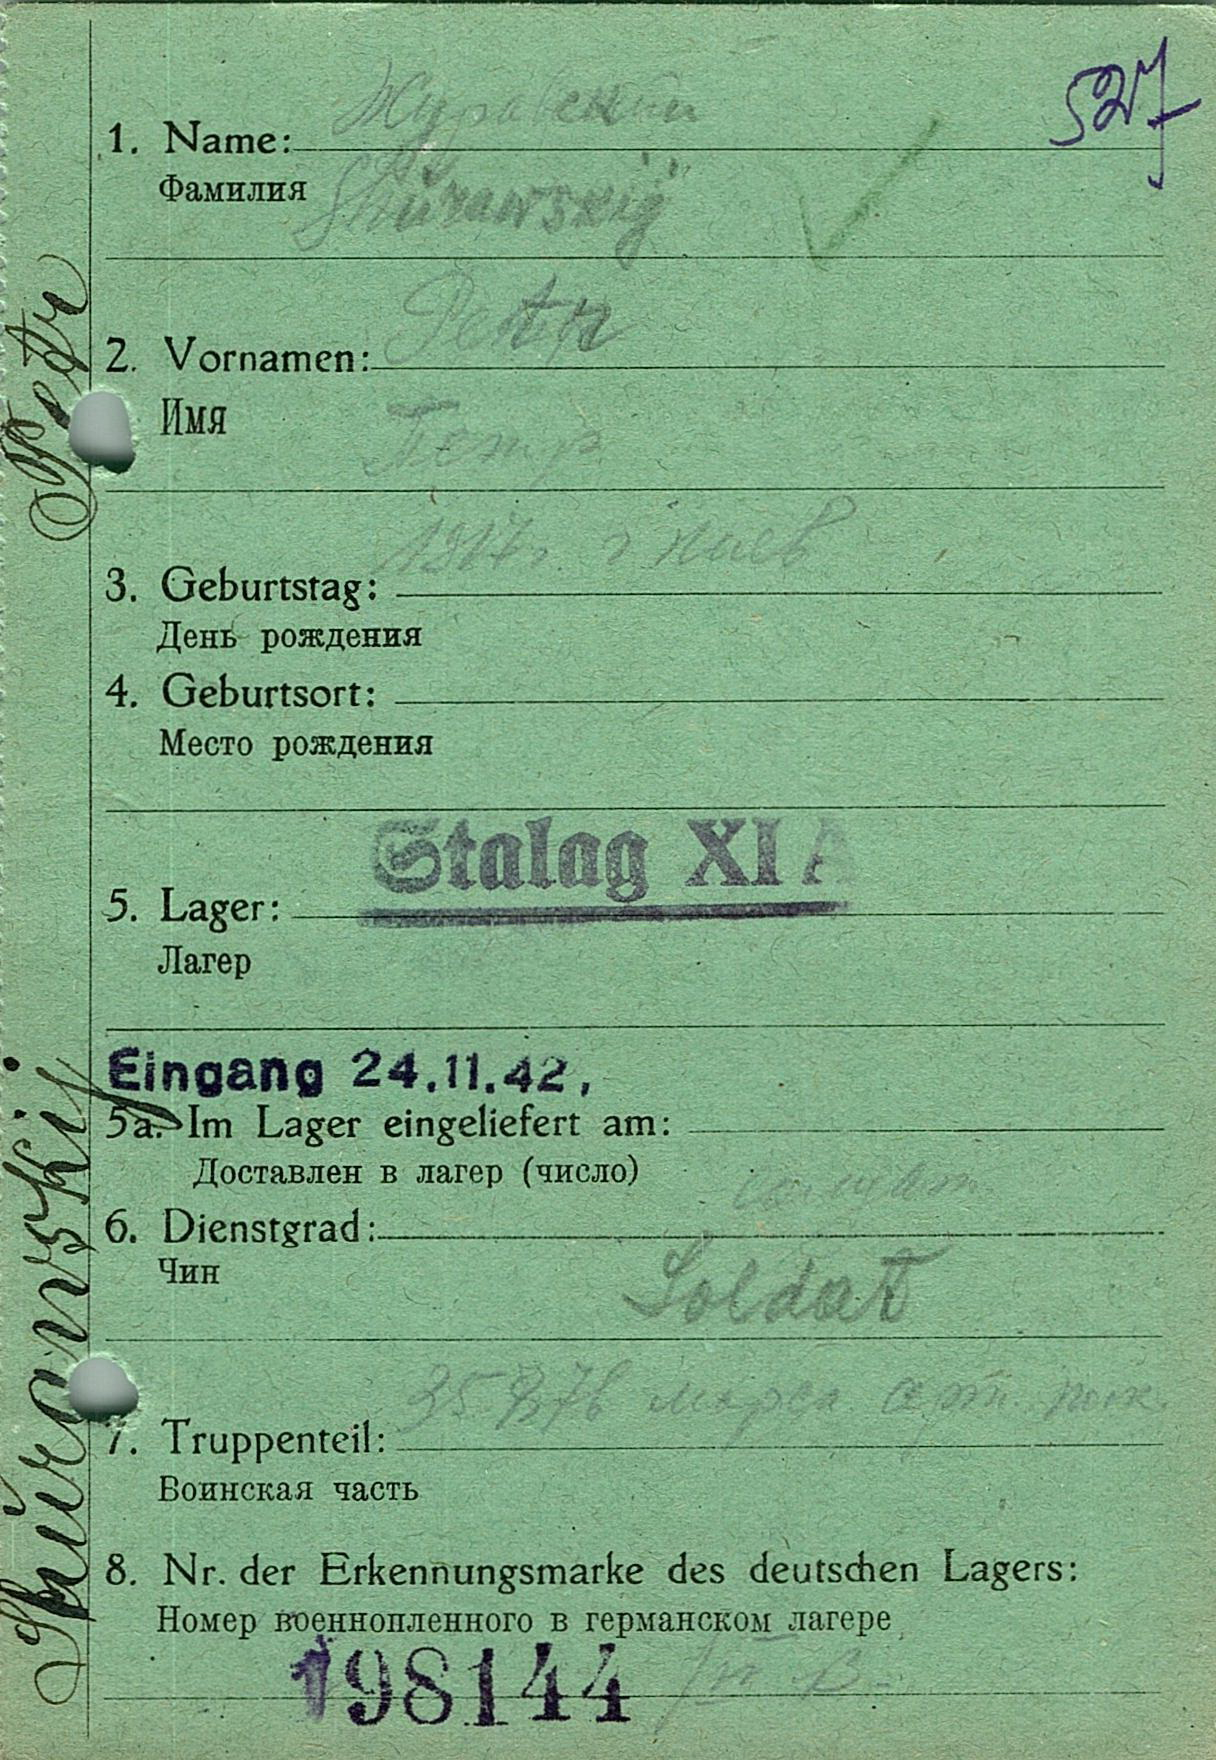 527
Журавский
1. Name:
Фамилия
Shurawskij
Petr
2. Vornamen:
Имя
Петр
1917 г. г Киев
3. Geburtstag:
День рождения
4. Geburtsort:
Место рождения
Stalag XI A
5. Lager:
Лагер
Eingang 24.11.42,
5a. Im Lager eingeliefert am:
Доставлен в лагер (число)
солдат
6. Dienstgrad:
Чин
Soldat
арт. полк
7. Truppenteil:
Воинская часть
8. Nr. der Erkennungsmarke des deutschen Lagers:
Номер военнопленного в германском лагере
198144
Shurawskij Petr